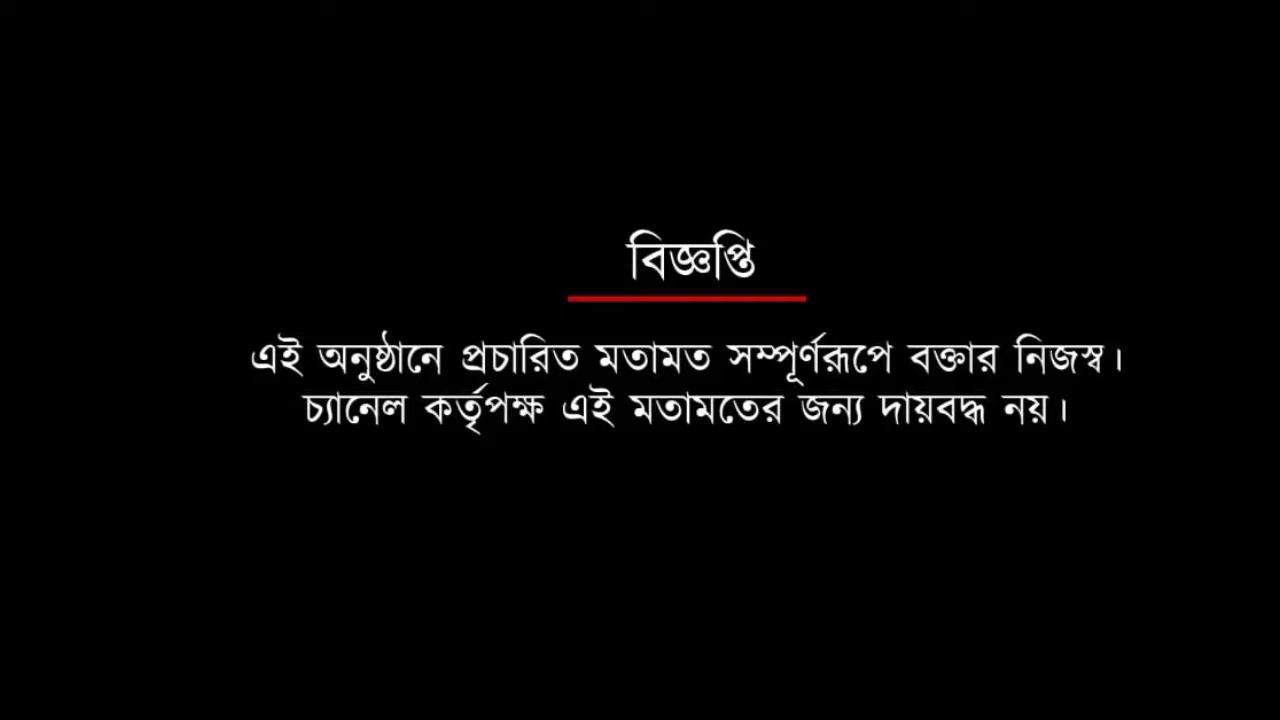 বিজ্ঞপ্তি
এই অনুষ্ঠানে প্রচারিত মতামত সম্পূর্ণরূপে বক্তার নিজস্ব।
চ্যানেল কর্তৃপক্ষ এই মতামতের জন্য দায়বদ্ধ নয়।